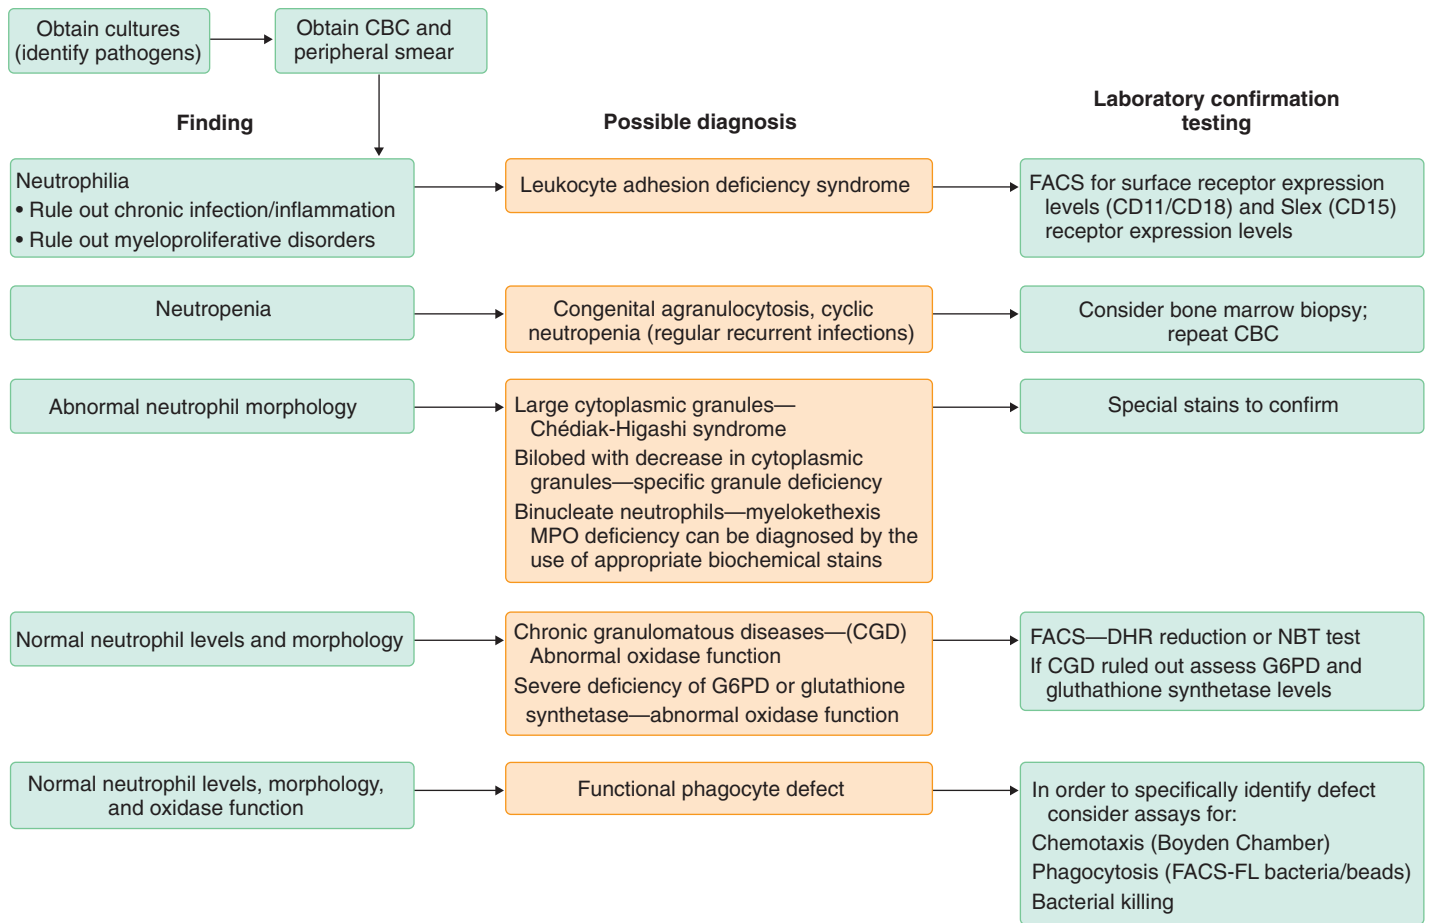 Obtain cultures
(identify pathogens)
Obtain CBC and
peripheral smear
Finding
Possible diagnosis
Laboratory confirmation
testing
Neutrophilia
• Rule out chronic infection/inflammation
• Rule out myeloproliferative disorders
Leukocyte adhesion deficiency syndrome
FACS for surface receptor expression
levels (CD11/CD18) and Slex (CD15)
receptor expression levels
Neutropenia
Congenital agranulocytosis, cyclic
neutropenia (regular recurrent infections)
Consider bone marrow biopsy;
repeat CBC
Abnormal neutrophil morphology
Large cytoplasmic granules—
Chédiak-Higashi syndrome
Bilobed with decrease in cytoplasmic
granules—specific granule deficiency
Binucleate neutrophils—myelokethexis
MPO deficiency can be diagnosed by the
use of appropriate biochemical stains
Special stains to confirm
Normal neutrophil levels and morphology
Chronic granulomatous diseases—(CGD)
Abnormal oxidase function
Severe deficiency of G6PD or glutathione
synthetase—abnormal oxidase function
FACS—DHR reduction or NBT test
If CGD ruled out assess G6PD and
gluthathione synthetase levels
Normal neutrophil levels, morphology,
and oxidase function
Functional phagocyte defect
In order to specifically identify defect
consider assays for:
Chemotaxis (Boyden Chamber)
Phagocytosis (FACS-FL bacteria/beads)
Bacterial killing